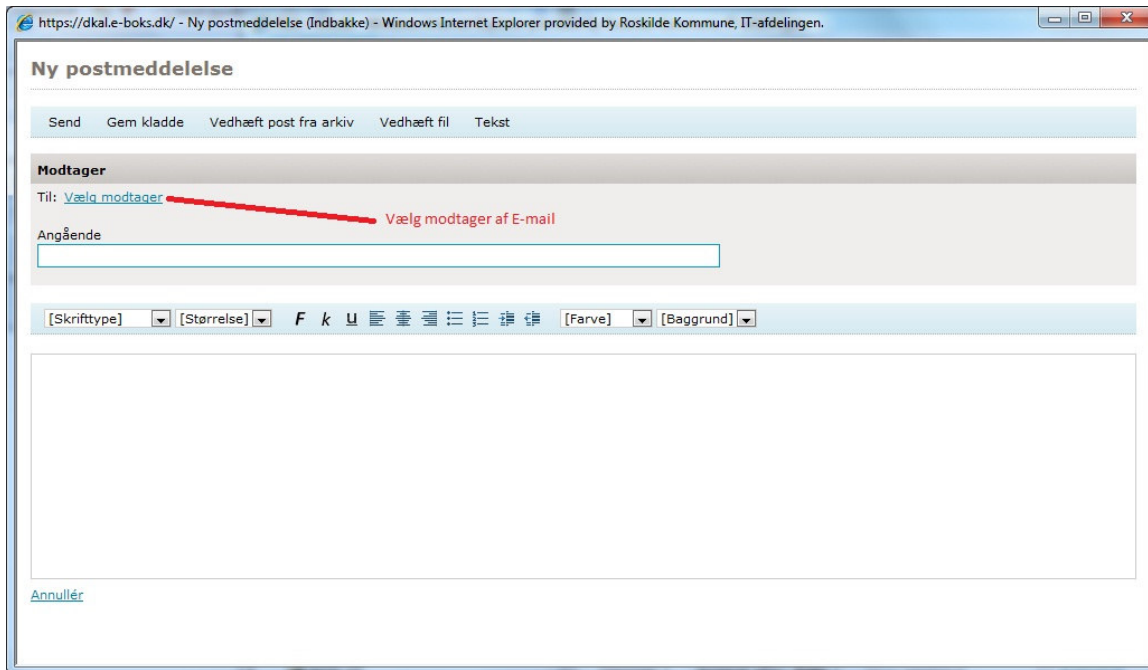 https://dkal.e-boks.dk/ - Ny postmeddelelse (Indbakke) - Windows Internet Explorer provided by Roskilde Kommune, IT-afdelingen.
Ny postmeddelelse
Send Gem kladde Vedhæft post fra arkiv Vedhæft fil Tekst
Modtager
Til: Vælg modtager
Vælg modtager af E-mail
Angående
[Skrifttype] [Størrelse] F k u [Farve] [Baggrund]
Annullér